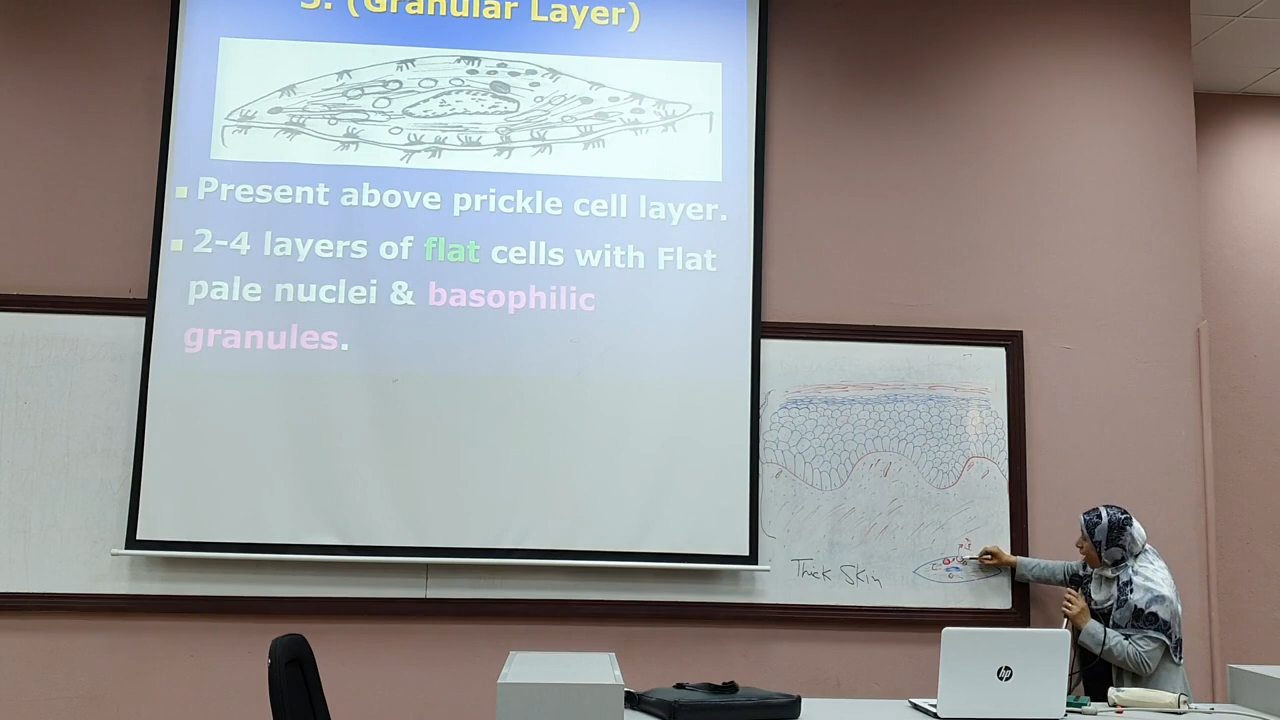 3. (Granular Layer)
Present above prickle cell layer.
2-4 layers of flat cells with Flat
pale nuclei & basophilic
granules.
Thick Skin
hp